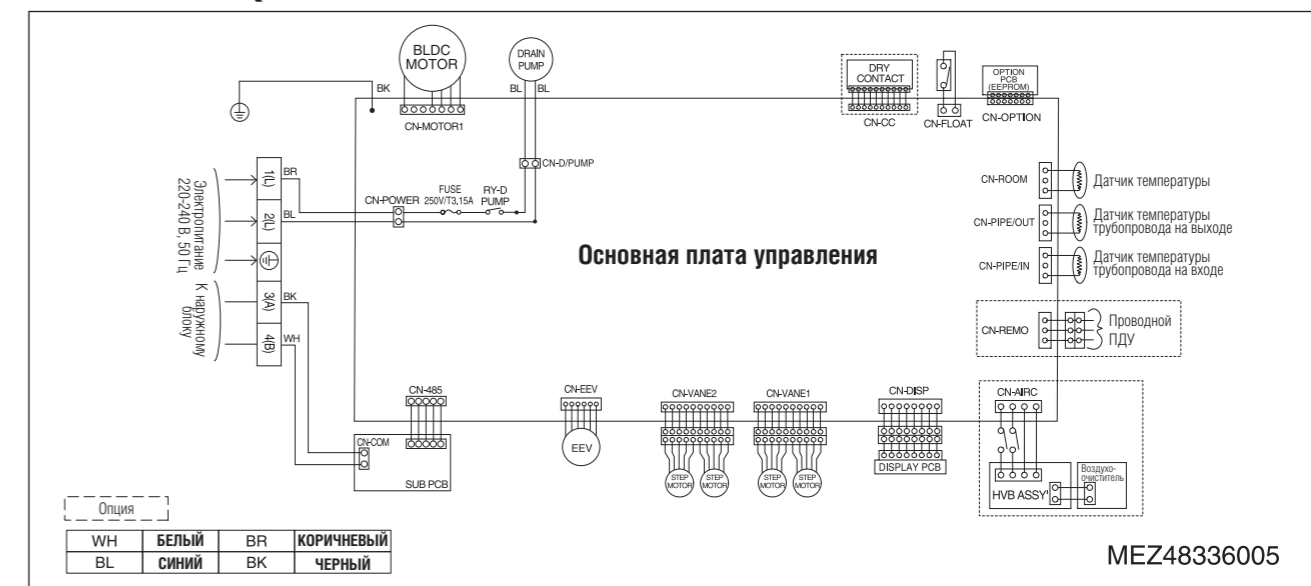 BLDC
MOTOR
DRAIN
PUMP
BK
BL
BL
CN-MOTOR1
DRY
CONTACT
CN-CC
CN-FLOAT
OPTION
PCB
(EEPROM)
CN-OPTION
CN-D/PUMP
Электропитание
220-240 В, 50 Гц
1(L)
BR
2(L)
BL
CN-POWER
FUSE
250V/T3,15A
RY-D
PUMP
К наружному
блоку
3(A)
BK
4(B)
WH
Основная плата управления
CN-ROOM
Датчик температуры
CN-PIPE/OUT
Датчик температуры
трубопровода на выходе
CN-PIPE/IN
Датчик температуры
трубопровода на входе
CN-REMO
Проводной
ПДУ
CN-485
CN-COM
SUB PCB
CN-EEV
EEV
CN-VANE2
STEP
MOTOR
STEP
MOTOR
CN-VANE1
STEP
MOTOR
STEP
MOTOR
CN-DISP
DISPLAY PCB
CN-AIRC
HVB ASSY'
Воздухо-
очиститель
Опция
WH БЕЛЫЙ BR КОРИЧНЕВЫЙ
BL СИНИЙ BK ЧЕРНЫЙ
MEZ48336005